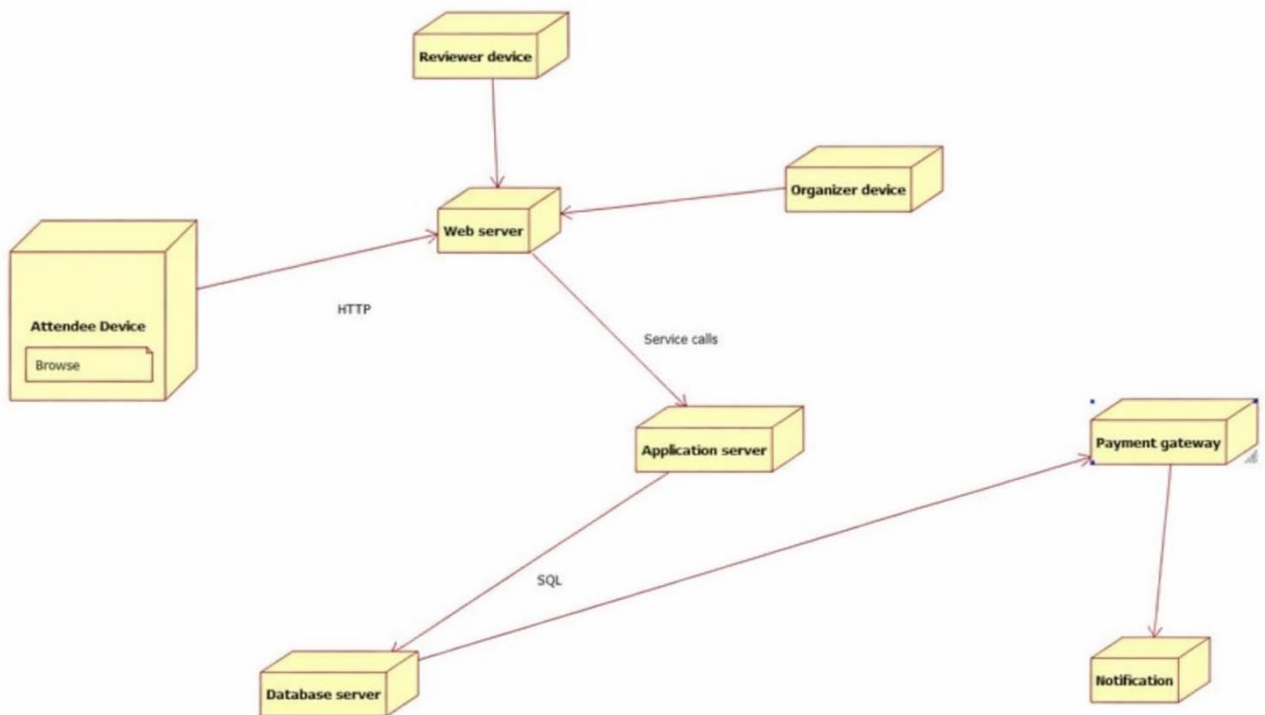 Reviewer device
Organizer device
Web server
Attendee Device
Browse
HTTP
Service calls
Application server
Payment gateway
SQL
Database server
Notification